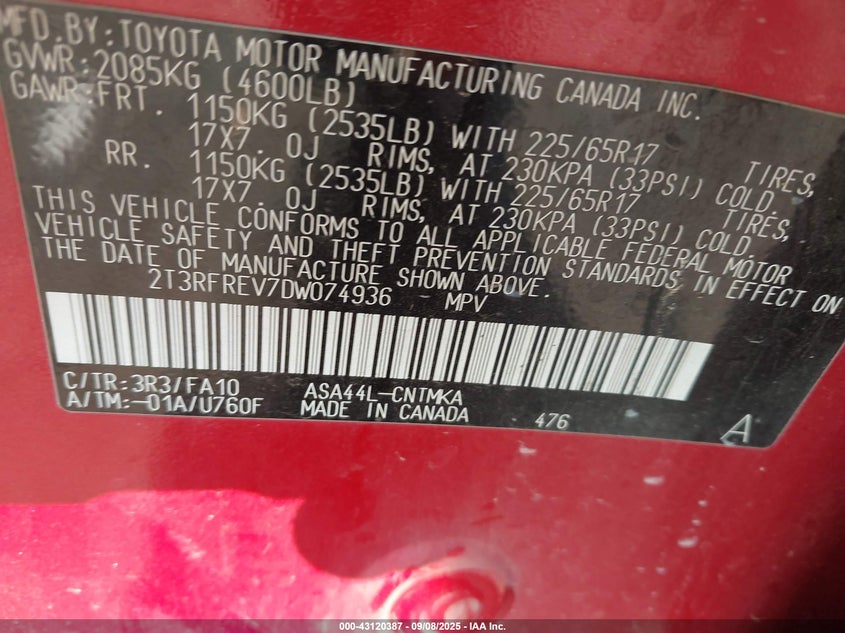 MFD.BY:TOYOTA MOTOR MANUFACTURING CANADA INC.
GVWR:2085KG (4600LB)
GAWR:FRT. 1150KG (2535LB) WITH 225/65R17 TIRES,
17X7.0J RIMS, AT 230KPA (33PSI) COLD
RR. 1150KG (2535LB) WITH 225/65R17 TIRES,
17X7.0J RIMS, AT 230KPA (33PSI) COLD.
THIS VEHICLE CONFORMS TO ALL APPLICABLE FEDERAL MOTOR
VEHICLE SAFETY AND THEFT PREVENTION STANDARDS IN EFFECT ON
THE DATE OF MANUFACTURE SHOWN ABOVE.
2T3RFREV7DW074936 MPV
C/TR:3R3/FA10 ASA44L-CNTMKA
A/TM:-01A/U760F MADE IN CANADA 476 A
000-43120387 - 09/08/2025 - IAA Inc.